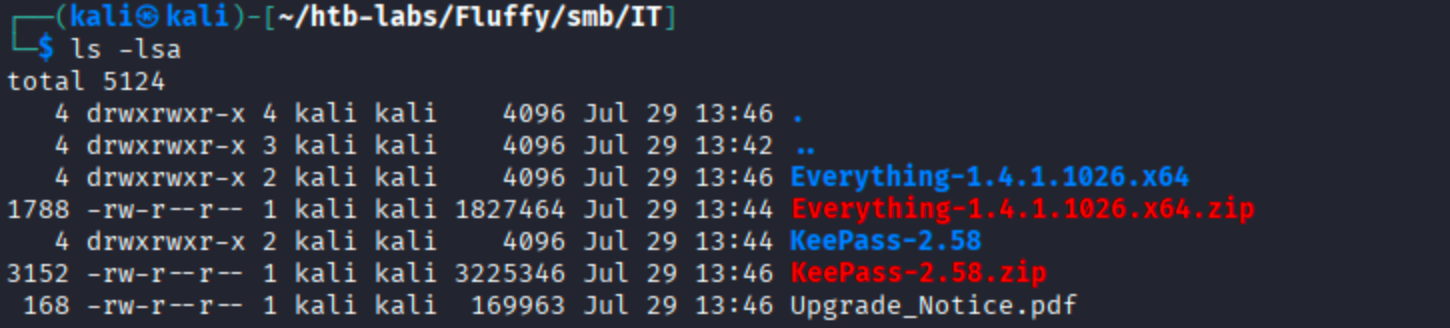 ┌──(kali㉿kali)-[~/htb-labs/Fluffy/smb/IT]
└─$ ls -lsa
total 5124
   4 drwxrwxr-x 4 kali kali    4096 Jul 29 13:46 .
   4 drwxrwxr-x 3 kali kali    4096 Jul 29 13:42 ..
   4 drwxrwxr-x 2 kali kali    4096 Jul 29 13:46 Everything-1.4.1.1026.x64
1788 -rw-r--r-- 1 kali kali 1827464 Jul 29 13:44 Everything-1.4.1.1026.x64.zip
   4 drwxrwxr-x 2 kali kali    4096 Jul 29 13:44 KeePass-2.58
3152 -rw-r--r-- 1 kali kali 3225346 Jul 29 13:46 KeePass-2.58.zip
 168 -rw-r--r-- 1 kali kali  169963 Jul 29 13:46 Upgrade_Notice.pdf